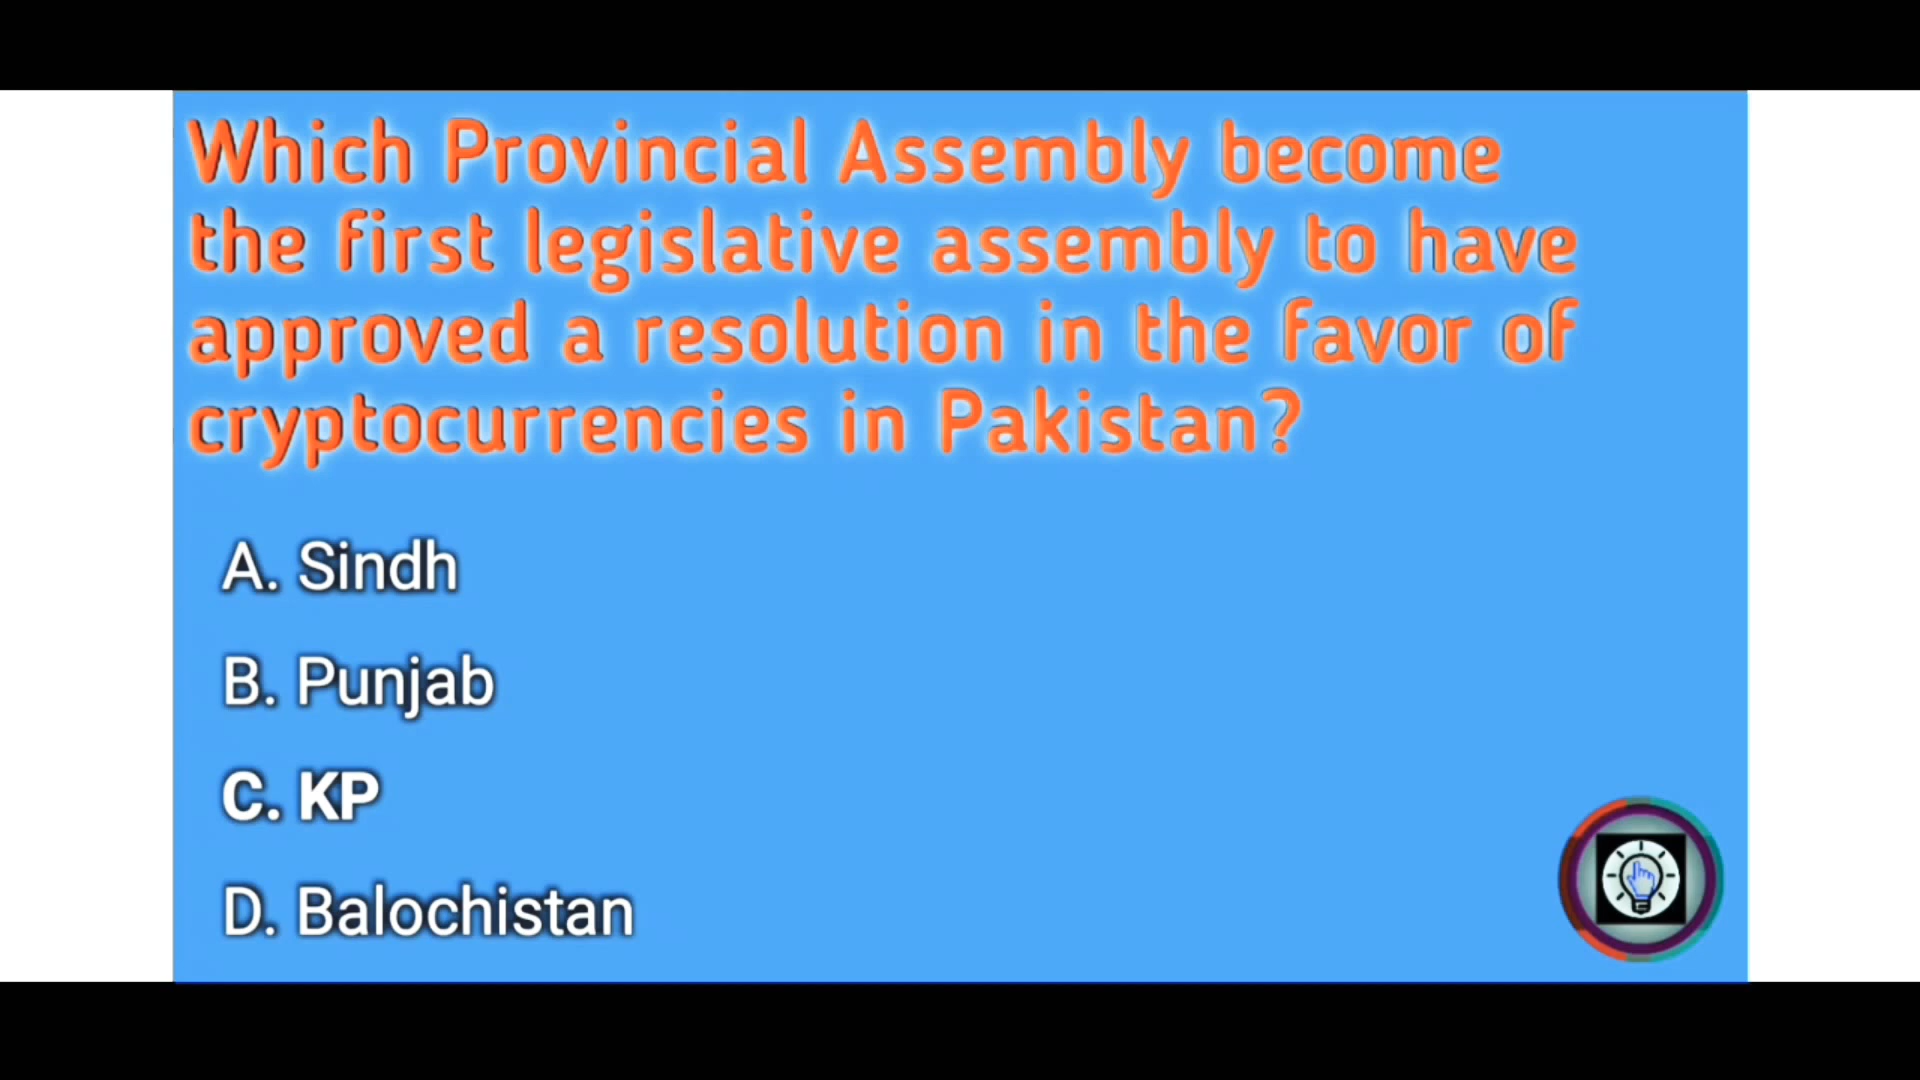 Which Provincial Assembly become
the first legislative assembly to have
approved a resolution in the favor of
cryptocurrencies in Pakistan?
A. Sindh
B. Punjab
C. KP
D. Balochistan